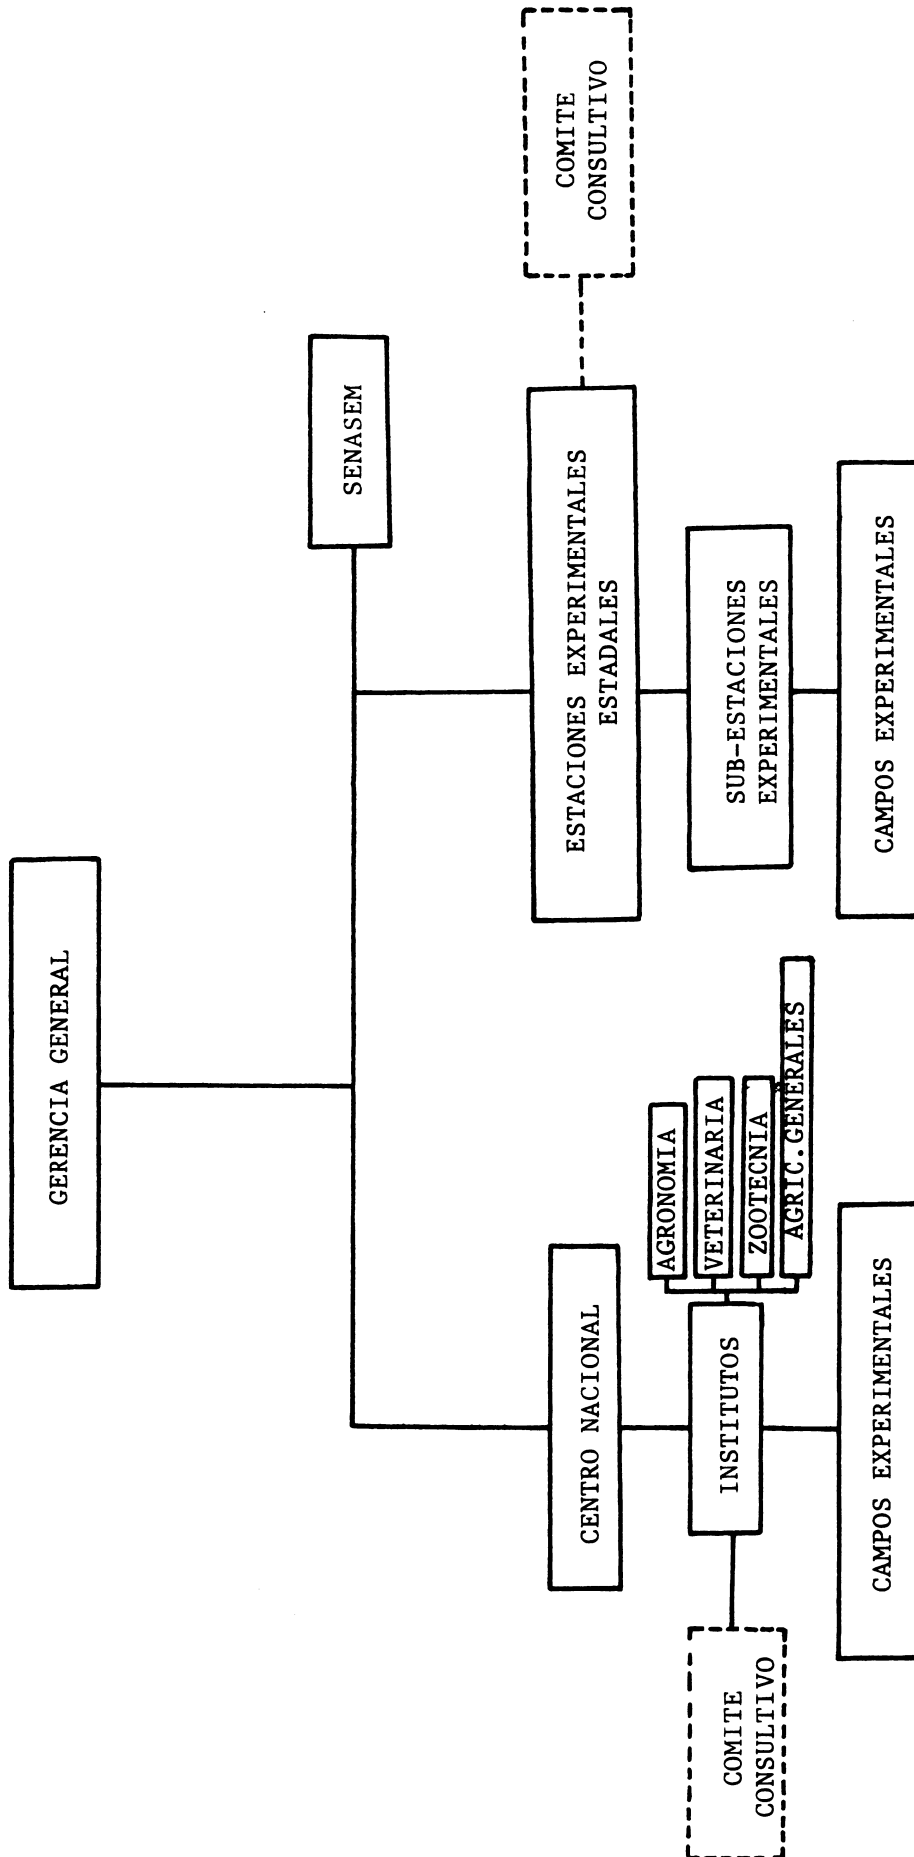 GERENCIA GENERAL
SENASEM
CENTRO NACIONAL
ESTACIONES EXPERIMENTALES
ESTADALES
COMITE
CONSULTIVO
COMITE
CONSULTIVO
INSTITUTOS
AGRONOMIA
VETERINARIA
ZOOTECNIA
AGRIC.GENERALES
SUB-ESTACIONES
EXPERIMENTALES
CAMPOS EXPERIMENTALES
CAMPOS EXPERIMENTALES